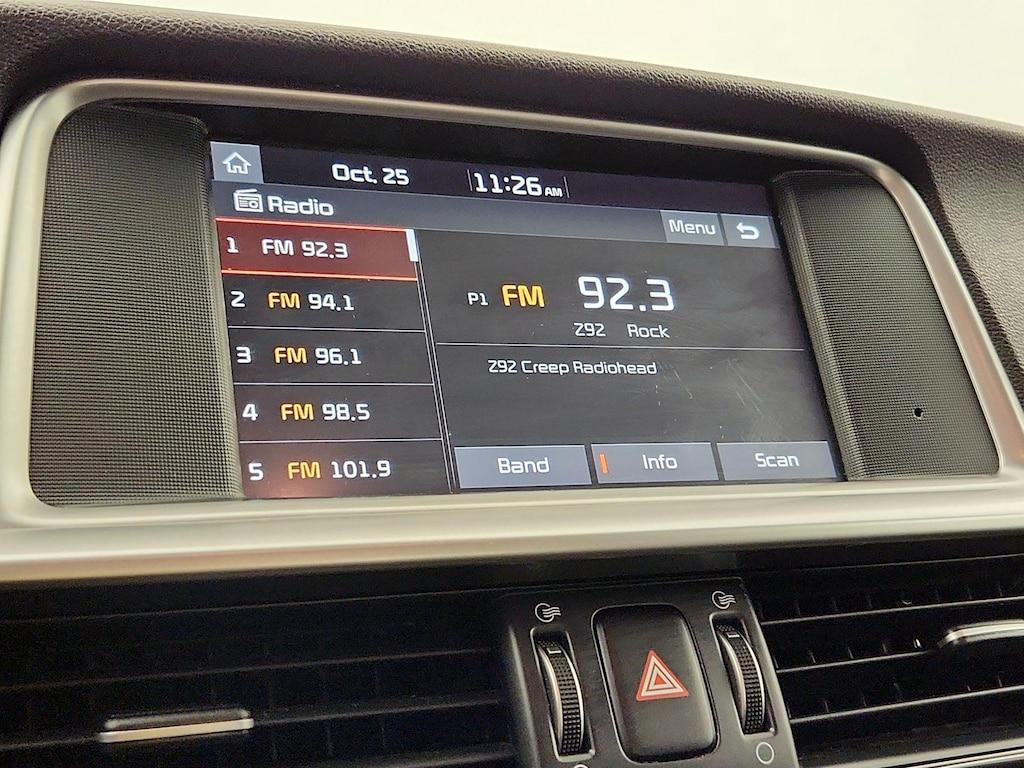 Oct. 25 11:26 AM
Radio
Menu
1 FM 92.3
2 FM 94.1
3 FM 96.1
4 FM 98.5
5 FM 101.9
P1 FM 92.3
Z92 Rock
Z92 Creep Radiohead
Band Info Scan